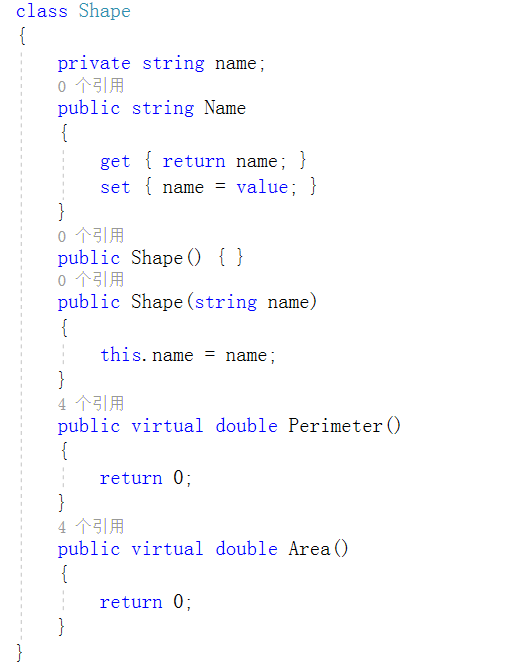 class Shape
{
private string name;
0 个引用
public string Name
{
get { return name; }
set { name = value; }
}
0 个引用
public Shape() { }
0 个引用
public Shape(string name)
{
this.name = name;
}
4 个引用
public virtual double Perimeter()
{
return 0;
}
4 个引用
public virtual double Area()
{
return 0;
}
}